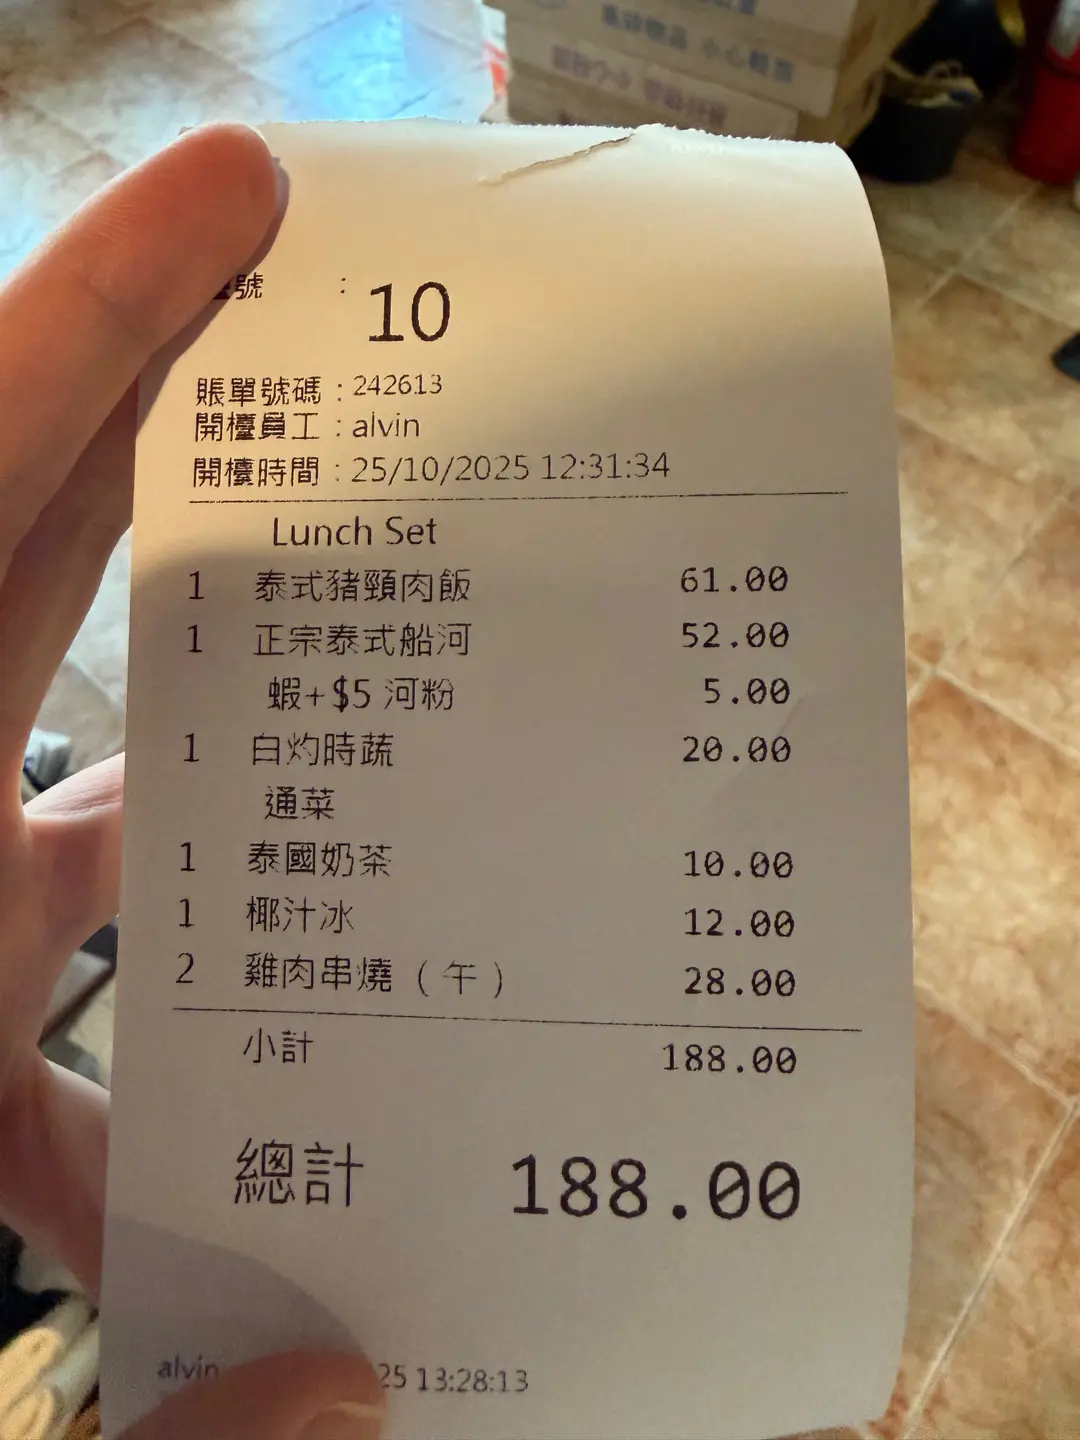 小心輕放
號 : 10
賬單號碼 : 242613
開檯員工 : alvin
開檯時間 : 25/10/2025 12:31:34
Lunch Set
1 泰式豬頸肉飯 61.00
1 正宗泰式船河 52.00
蝦+$5 河粉 5.00
1 白灼時蔬 20.00
通菜
1 泰國奶茶 10.00
1 椰汁冰 12.00
2 雞肉串燒 （午） 28.00
小計 188.00
總計 188.00
alvin 25 13:28:13